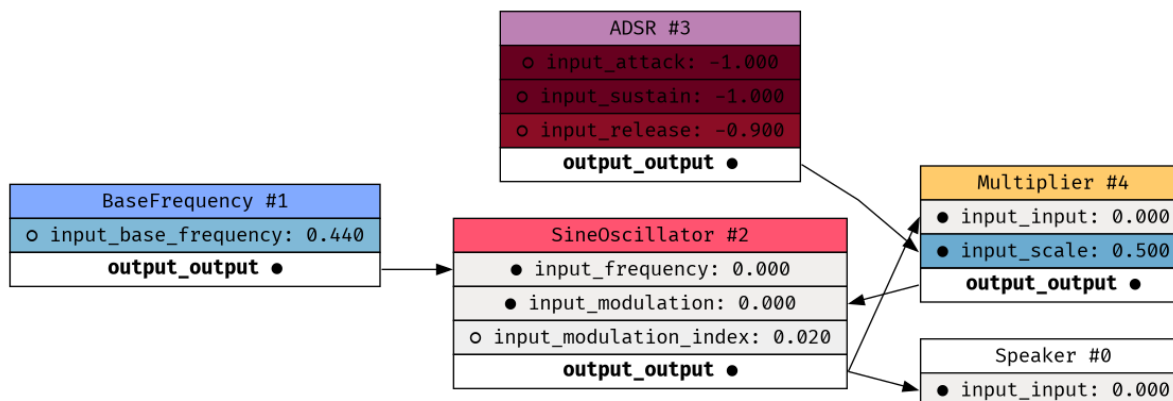 ADSR #3
○ input_attack: -1.000
○ input_sustain: -1.000
○ input_release: -0.900
output_output ●
BaseFrequency #1
○ input_base_frequency: 0.440
output_output ●
SineOscillator #2
● input_frequency: 0.000
● input_modulation: 0.000
○ input_modulation_index: 0.020
output_output ●
Multiplier #4
● input_input: 0.000
● input_scale: 0.500
output_output ●
Speaker #0
● input_input: 0.000